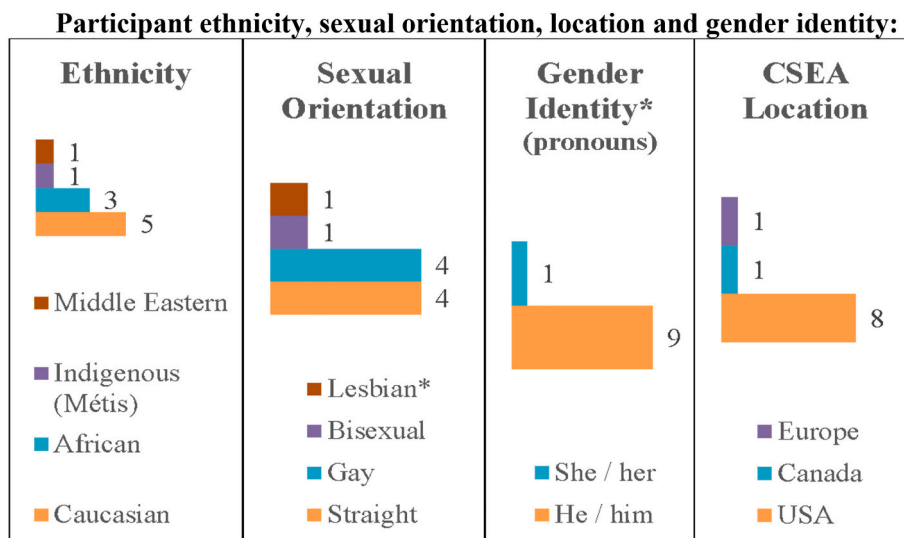 Participant ethnicity, sexual orientation, location and gender identity:
Ethnicity
1
1
3
5
Middle Eastern
Indigenous
(Métis)
African
Caucasian
Sexual
Orientation
1
1
4
4
Lesbian*
Bisexual
Gay
Straight
Gender
Identity*
(pronouns)
1
9
She / her
He / him
CSEA
Location
1
1
8
Europe
Canada
USA